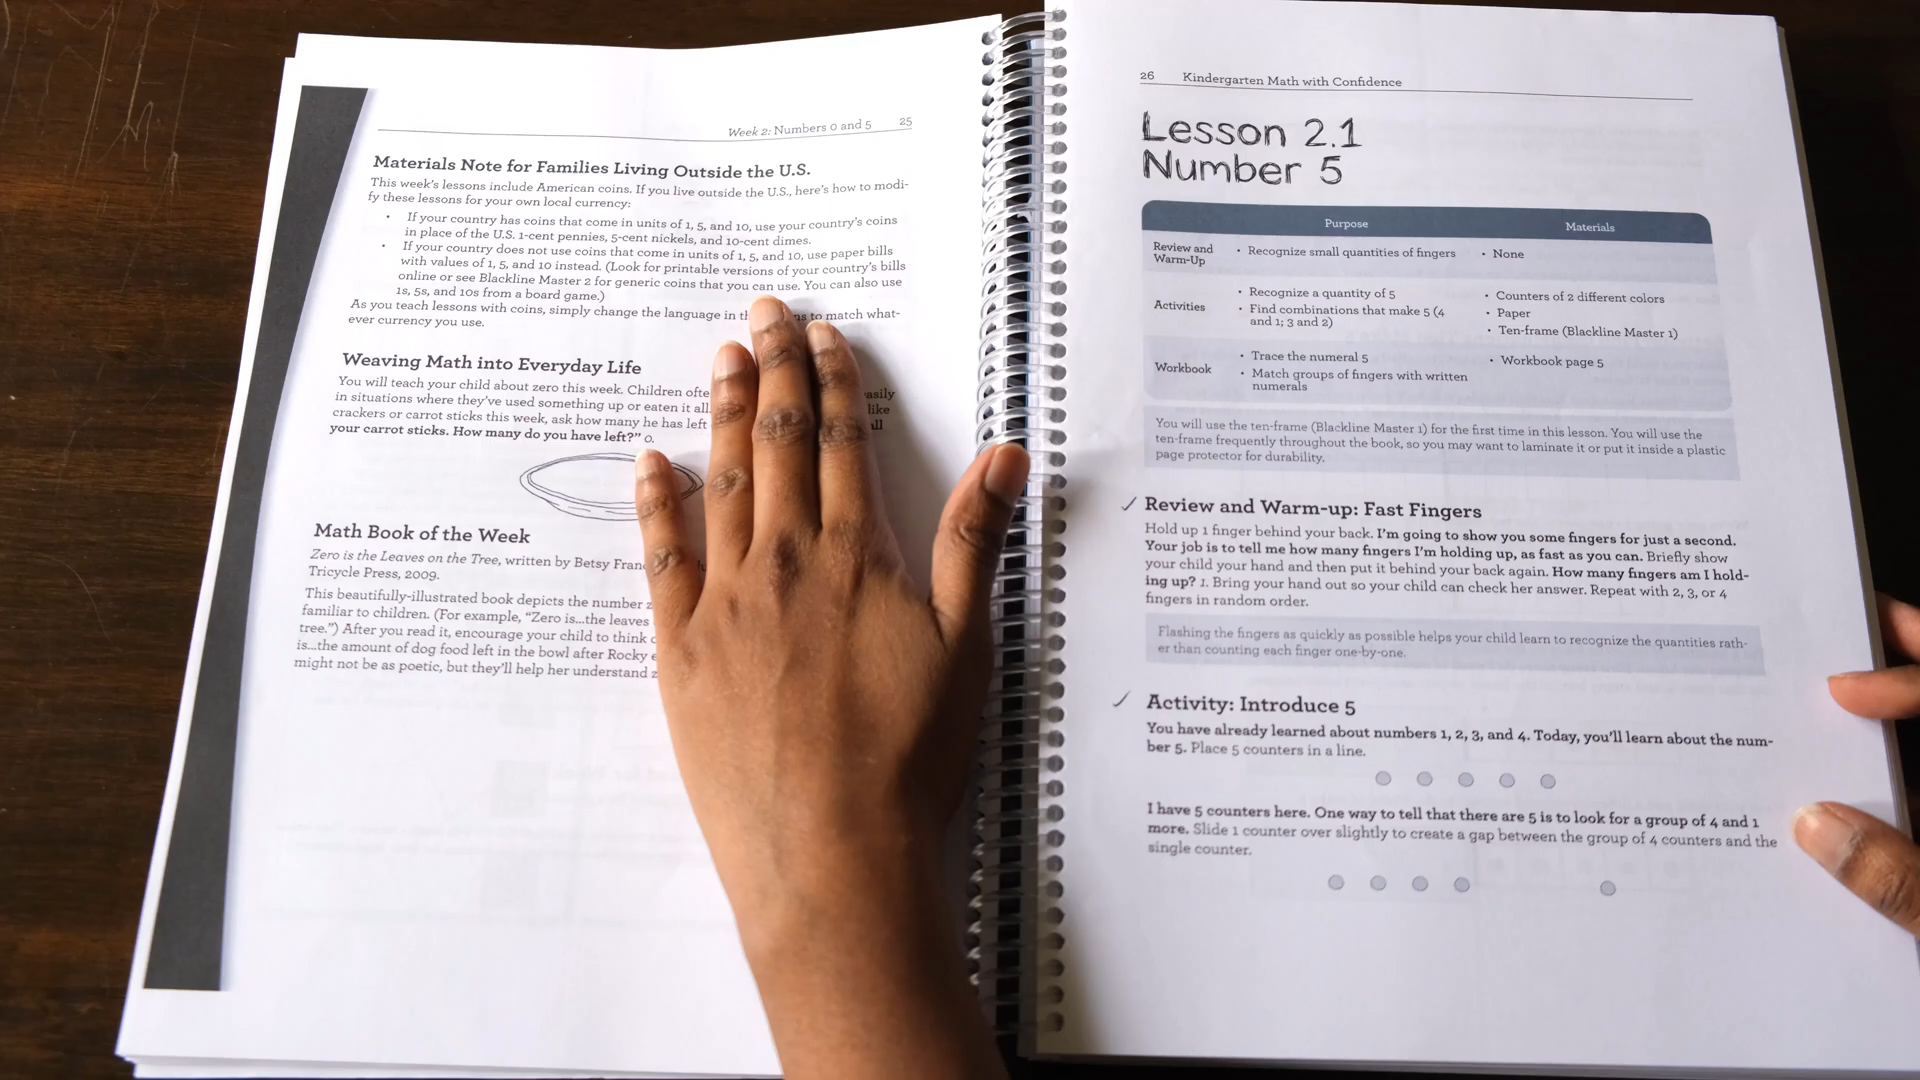 Week 2: Numbers 0 and 5 25
Materials Note for Families Living Outside the U.S.
This week's lessons include American coins. If you live outside the U.S., here's how to modi-
fy these lessons for your own local currency:
• If your country has coins that come in units of 1, 5, and 10, use your country's coins
in place of the U.S. 1-cent pennies, 5-cent nickels, and 10-cent dimes.
• If your country does not use coins that come in units of 1, 5, and 10, use paper bills
with values of 1, 5, and 10 instead. (Look for printable versions of your country's bills
online or see Blackline Master 2 for generic coins that you can use. You can also use
1s, 5s, and 10s from a board game.)
As you teach lessons with coins, simply change the language in to match what-
ever currency you use.
Weaving Math into Everyday Life
You will teach your child about zero this week. Children
in situations where they've used something up or eaten it all.
crackers or carrot sticks this week, ask how many he has left like
your carrot sticks. How many do you have left?" 0.
Math Book of the Week
Zero is the Leaves on the Tree, written by Betsy
Tricycle Press, 2009.
This beautifully-illustrated book depicts the number
familiar to children. (For example, "Zero is...the leaves
tree.") After you read it, encourage your child to think
is...the amount of dog food left in the bowl after Rocky
might not be as poetic, but they'll help her understand
26 Kindergarten Math with Confidence
Lesson 2.1
Number 5
Purpose Materials
Review and Warm-Up • Recognize small quantities of fingers • None
Activities • Recognize a quantity of 5 • Counters of 2 different colors
• Find combinations that make 5 (4 • Paper
and 1; 3 and 2) • Ten-frame (Blackline Master 1)
Workbook • Trace the numeral 5 • Workbook page 5
• Match groups of fingers with written
numerals
You will use the ten-frame (Blackline Master 1) for the first time in this lesson. You will use the
ten-frame frequently throughout the book, so you may want to laminate it or put it inside a plastic
page protector for durability.
Review and Warm-up: Fast Fingers
Hold up 1 finger behind your back. I'm going to show you some fingers for just a second.
Your job is to tell me how many fingers I'm holding up, as fast as you can. Briefly show
your child your hand and then put it behind your back again. How many fingers am I hold-
ing up? 1. Bring your hand out so your child can check her answer. Repeat with 2, 3, or 4
fingers in random order.
Flashing the fingers as quickly as possible helps your child learn to recognize the quantities rath-
er than counting each finger one-by-one.
Activity: Introduce 5
You have already learned about numbers 1, 2, 3, and 4. Today, you'll learn about the num-
ber 5. Place 5 counters in a line.
I have 5 counters here. One way to tell that there are 5 is to look for a group of 4 and 1
more. Slide 1 counter over slightly to create a gap between the group of 4 counters and the
single counter.